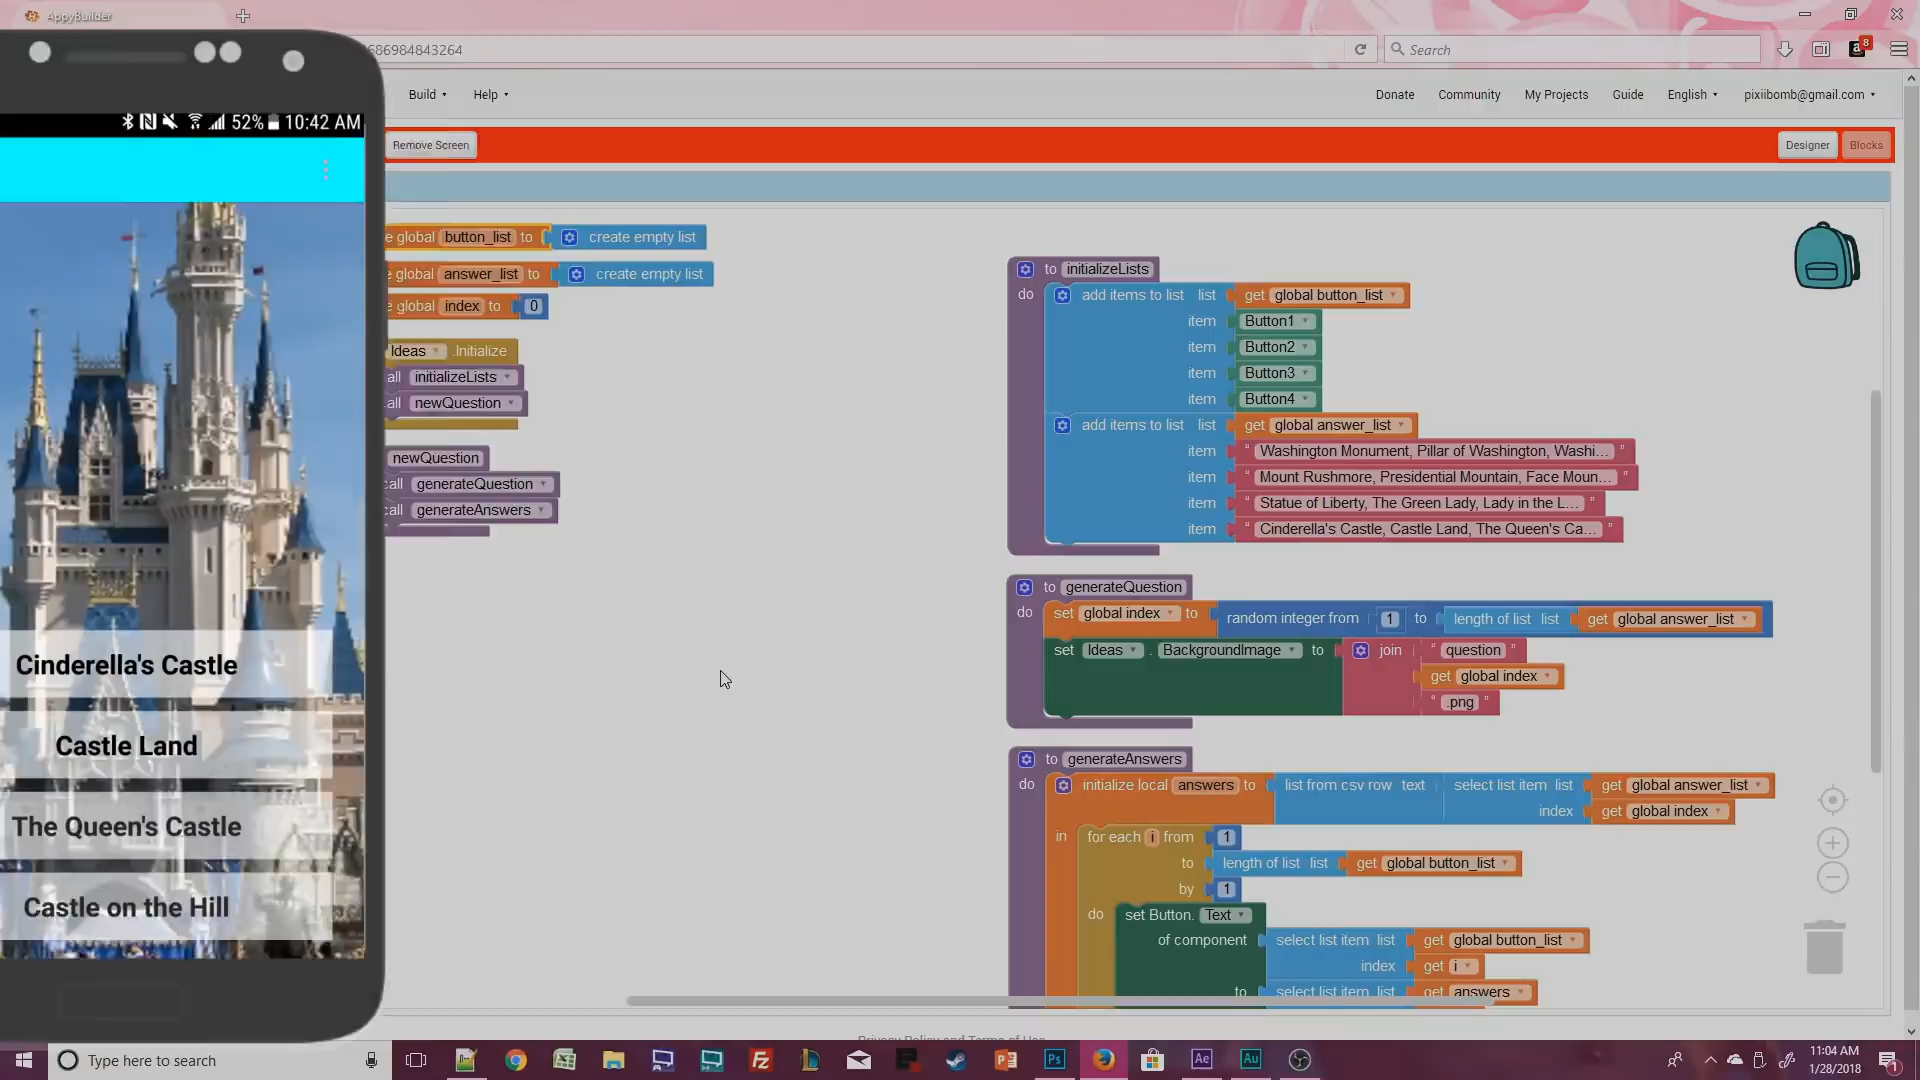 AppyBuilder
686984843264
Search
8
Build
Help
Donate
Community
My Projects
Guide
English
pixiibomb@gmail.com
Remove Screen
Designer
Blocks
52% 10:42 AM
e global button_list to create empty list
e global answer_list to create empty list
e global index to 0
Ideas .Initialize
all initializeLists
all newQuestion
newQuestion
call generateQuestion
call generateAnswers
to initializeLists
do add items to list list get global button_list
item Button1
item Button2
item Button3
item Button4
add items to list list get global answer_list
item " Washington Monument, Pillar of Washington, Washi... "
item " Mount Rushmore, Presidential Mountain, Face Moun... "
item " Statue of Liberty, The Green Lady, Lady in the L... "
item " Cinderella's Castle, Castle Land, The Queen's Ca... "
to generateQuestion
do set global index to random integer from 1 to length of list list get global answer_list
set Ideas . BackgroundImage to join " question "
get global index
" .png "
to generateAnswers
do initialize local answers to list from csv row text select list item list get global answer_list
index get global index
in for each i from 1
to length of list list get global button_list
by 1
do set Button. Text
of component select list item list get global button_list
index get i
to select list item list get answers
Cinderella's Castle
Castle Land
The Queen's Castle
Castle on the Hill
Privacy Policy and Terms of Use
Type here to search
Ps
Ae
Au
11:04 AM
1/28/2018
1